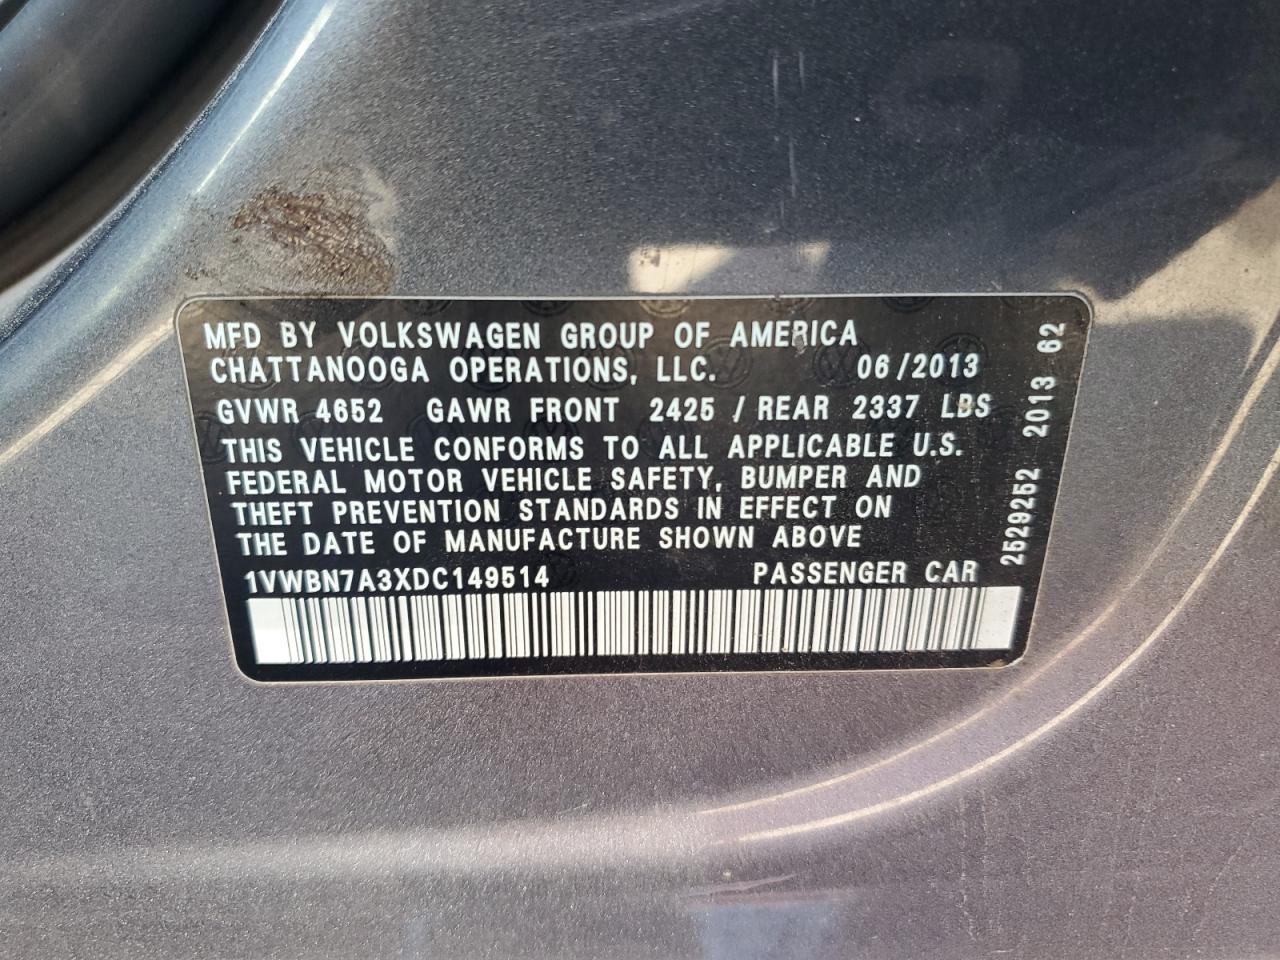 MFD BY VOLKSWAGEN GROUP OF AMERICA
CHATTANOOGA OPERATIONS, LLC. 06/2013
GVWR 4652 GAWR FRONT 2425 / REAR 2337 LBS
THIS VEHICLE CONFORMS TO ALL APPLICABLE U.S.
FEDERAL MOTOR VEHICLE SAFETY, BUMPER AND
THEFT PREVENTION STANDARDS IN EFFECT ON
THE DATE OF MANUFACTURE SHOWN ABOVE
1VWBN7A3XDC149514 PASSENGER CAR
2529252 2013 62